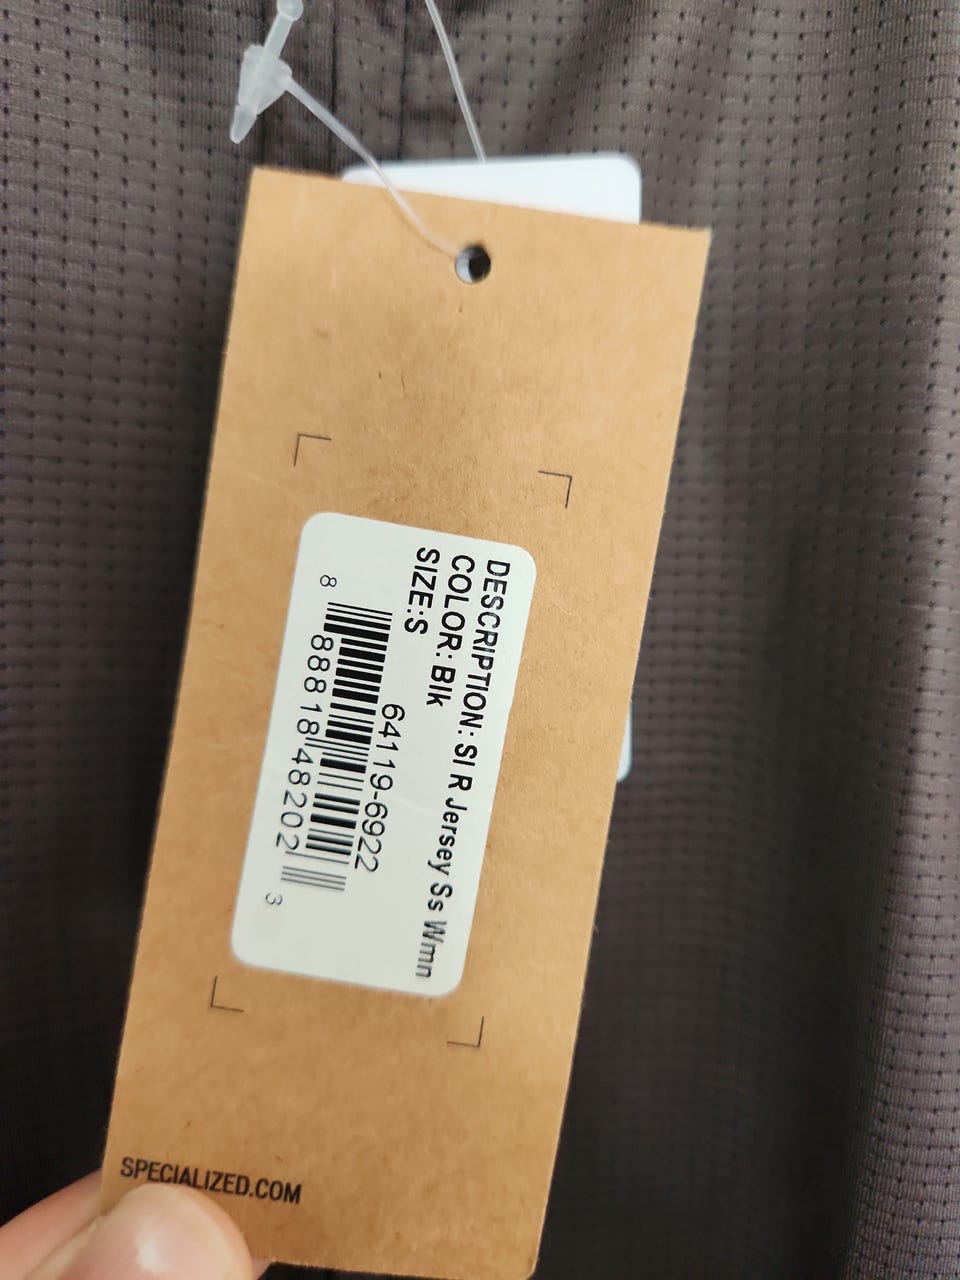 DESCRIPTION: Sl R Jersey Ss Wmn
COLOR: Blk
SIZE:S
64119-6922
8 88818 48202 3
SPECIALIZED.COM